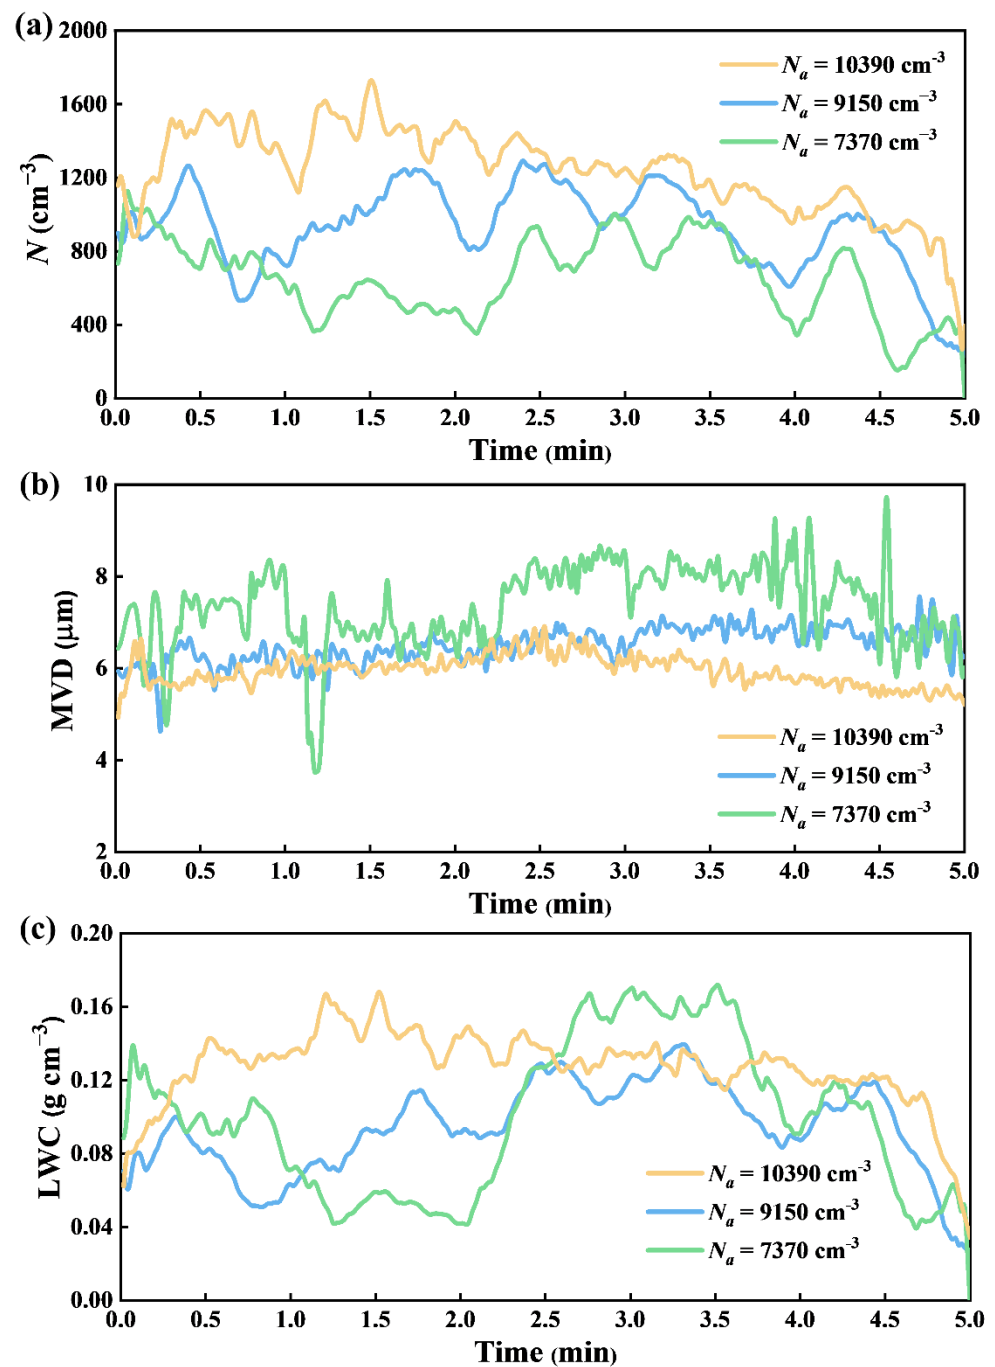 (a)
2000
1600
1200
800
400
0
N (cm⁻³)
Nₐ = 10390 cm⁻³
Nₐ = 9150 cm⁻³
Nₐ = 7370 cm⁻³
0.0 0.5 1.0 1.5 2.0 2.5 3.0 3.5 4.0 4.5 5.0
Time (min)
(b)
10
8
6
4
2
MVD (μm)
Nₐ = 10390 cm⁻³
Nₐ = 9150 cm⁻³
Nₐ = 7370 cm⁻³
0.0 0.5 1.0 1.5 2.0 2.5 3.0 3.5 4.0 4.5 5.0
Time (min)
(c)
0.20
0.16
0.12
0.08
0.04
0.00
LWC (g cm⁻³)
Nₐ = 10390 cm⁻³
Nₐ = 9150 cm⁻³
Nₐ = 7370 cm⁻³
0.0 0.5 1.0 1.5 2.0 2.5 3.0 3.5 4.0 4.5 5.0
Time (min)